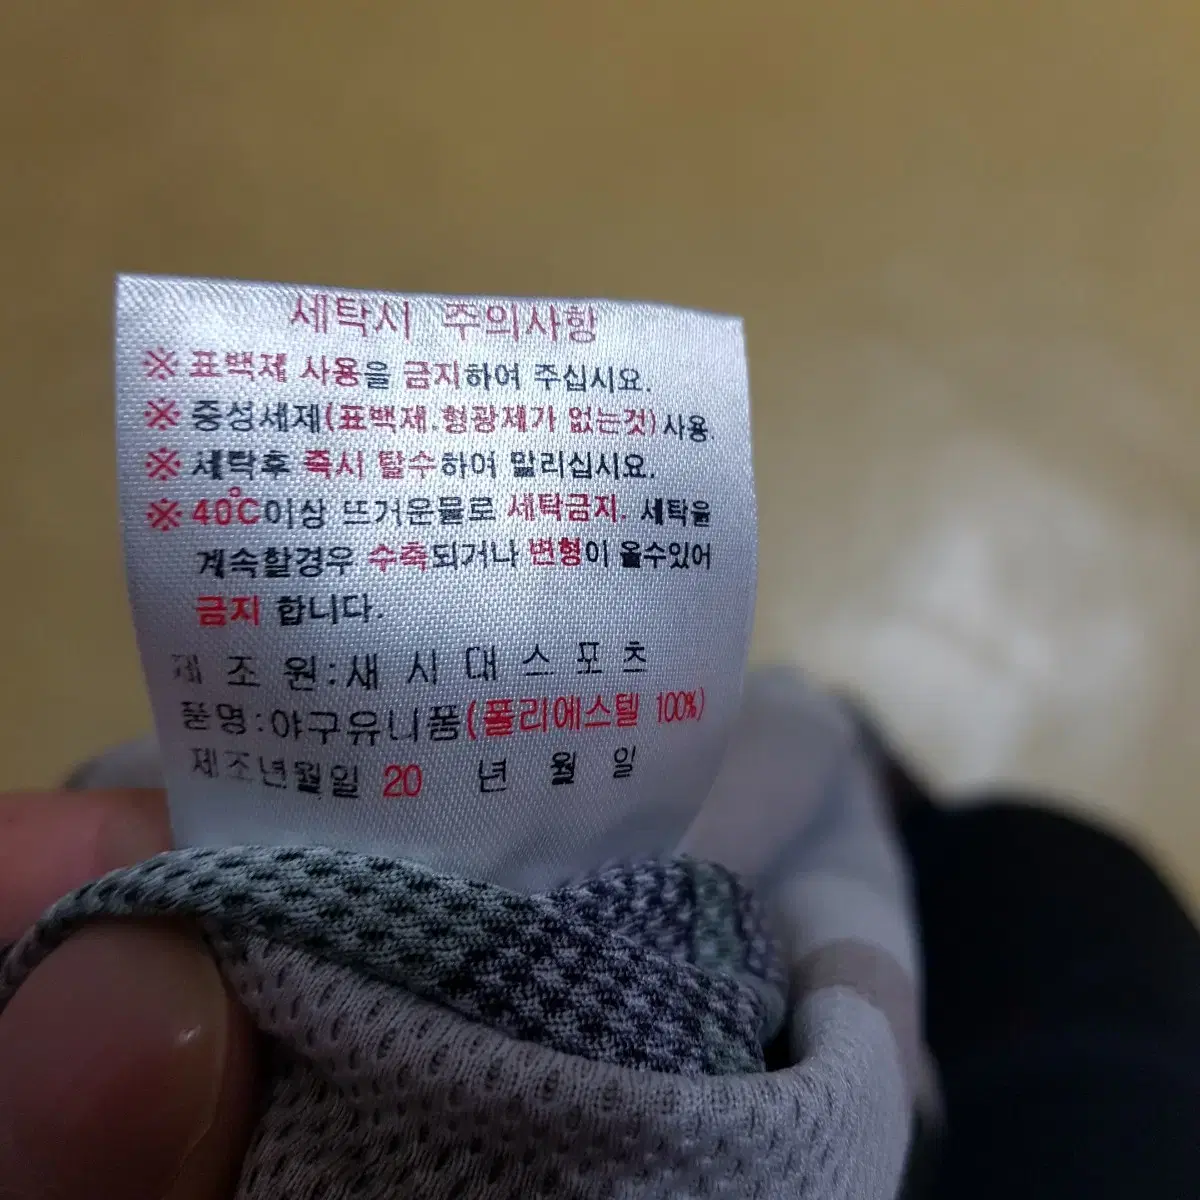 세탁시 주의사항
※ 표백제 사용을 금지하여 주십시요.
※ 중성세제(표백제.형광제가 없는것)사용.
※ 세탁후 즉시 탈수하여 말리십시요.
※ 40℃이상 뜨거운물로 세탁금지. 세탁을
계속할경우 수축되거나 변형이 올수있어
금지 합니다.
제 조 원:새 시 대 스 포 츠
품명:야구유니폼(폴리에스텔 100%)
제조년월일 20 년 월 일